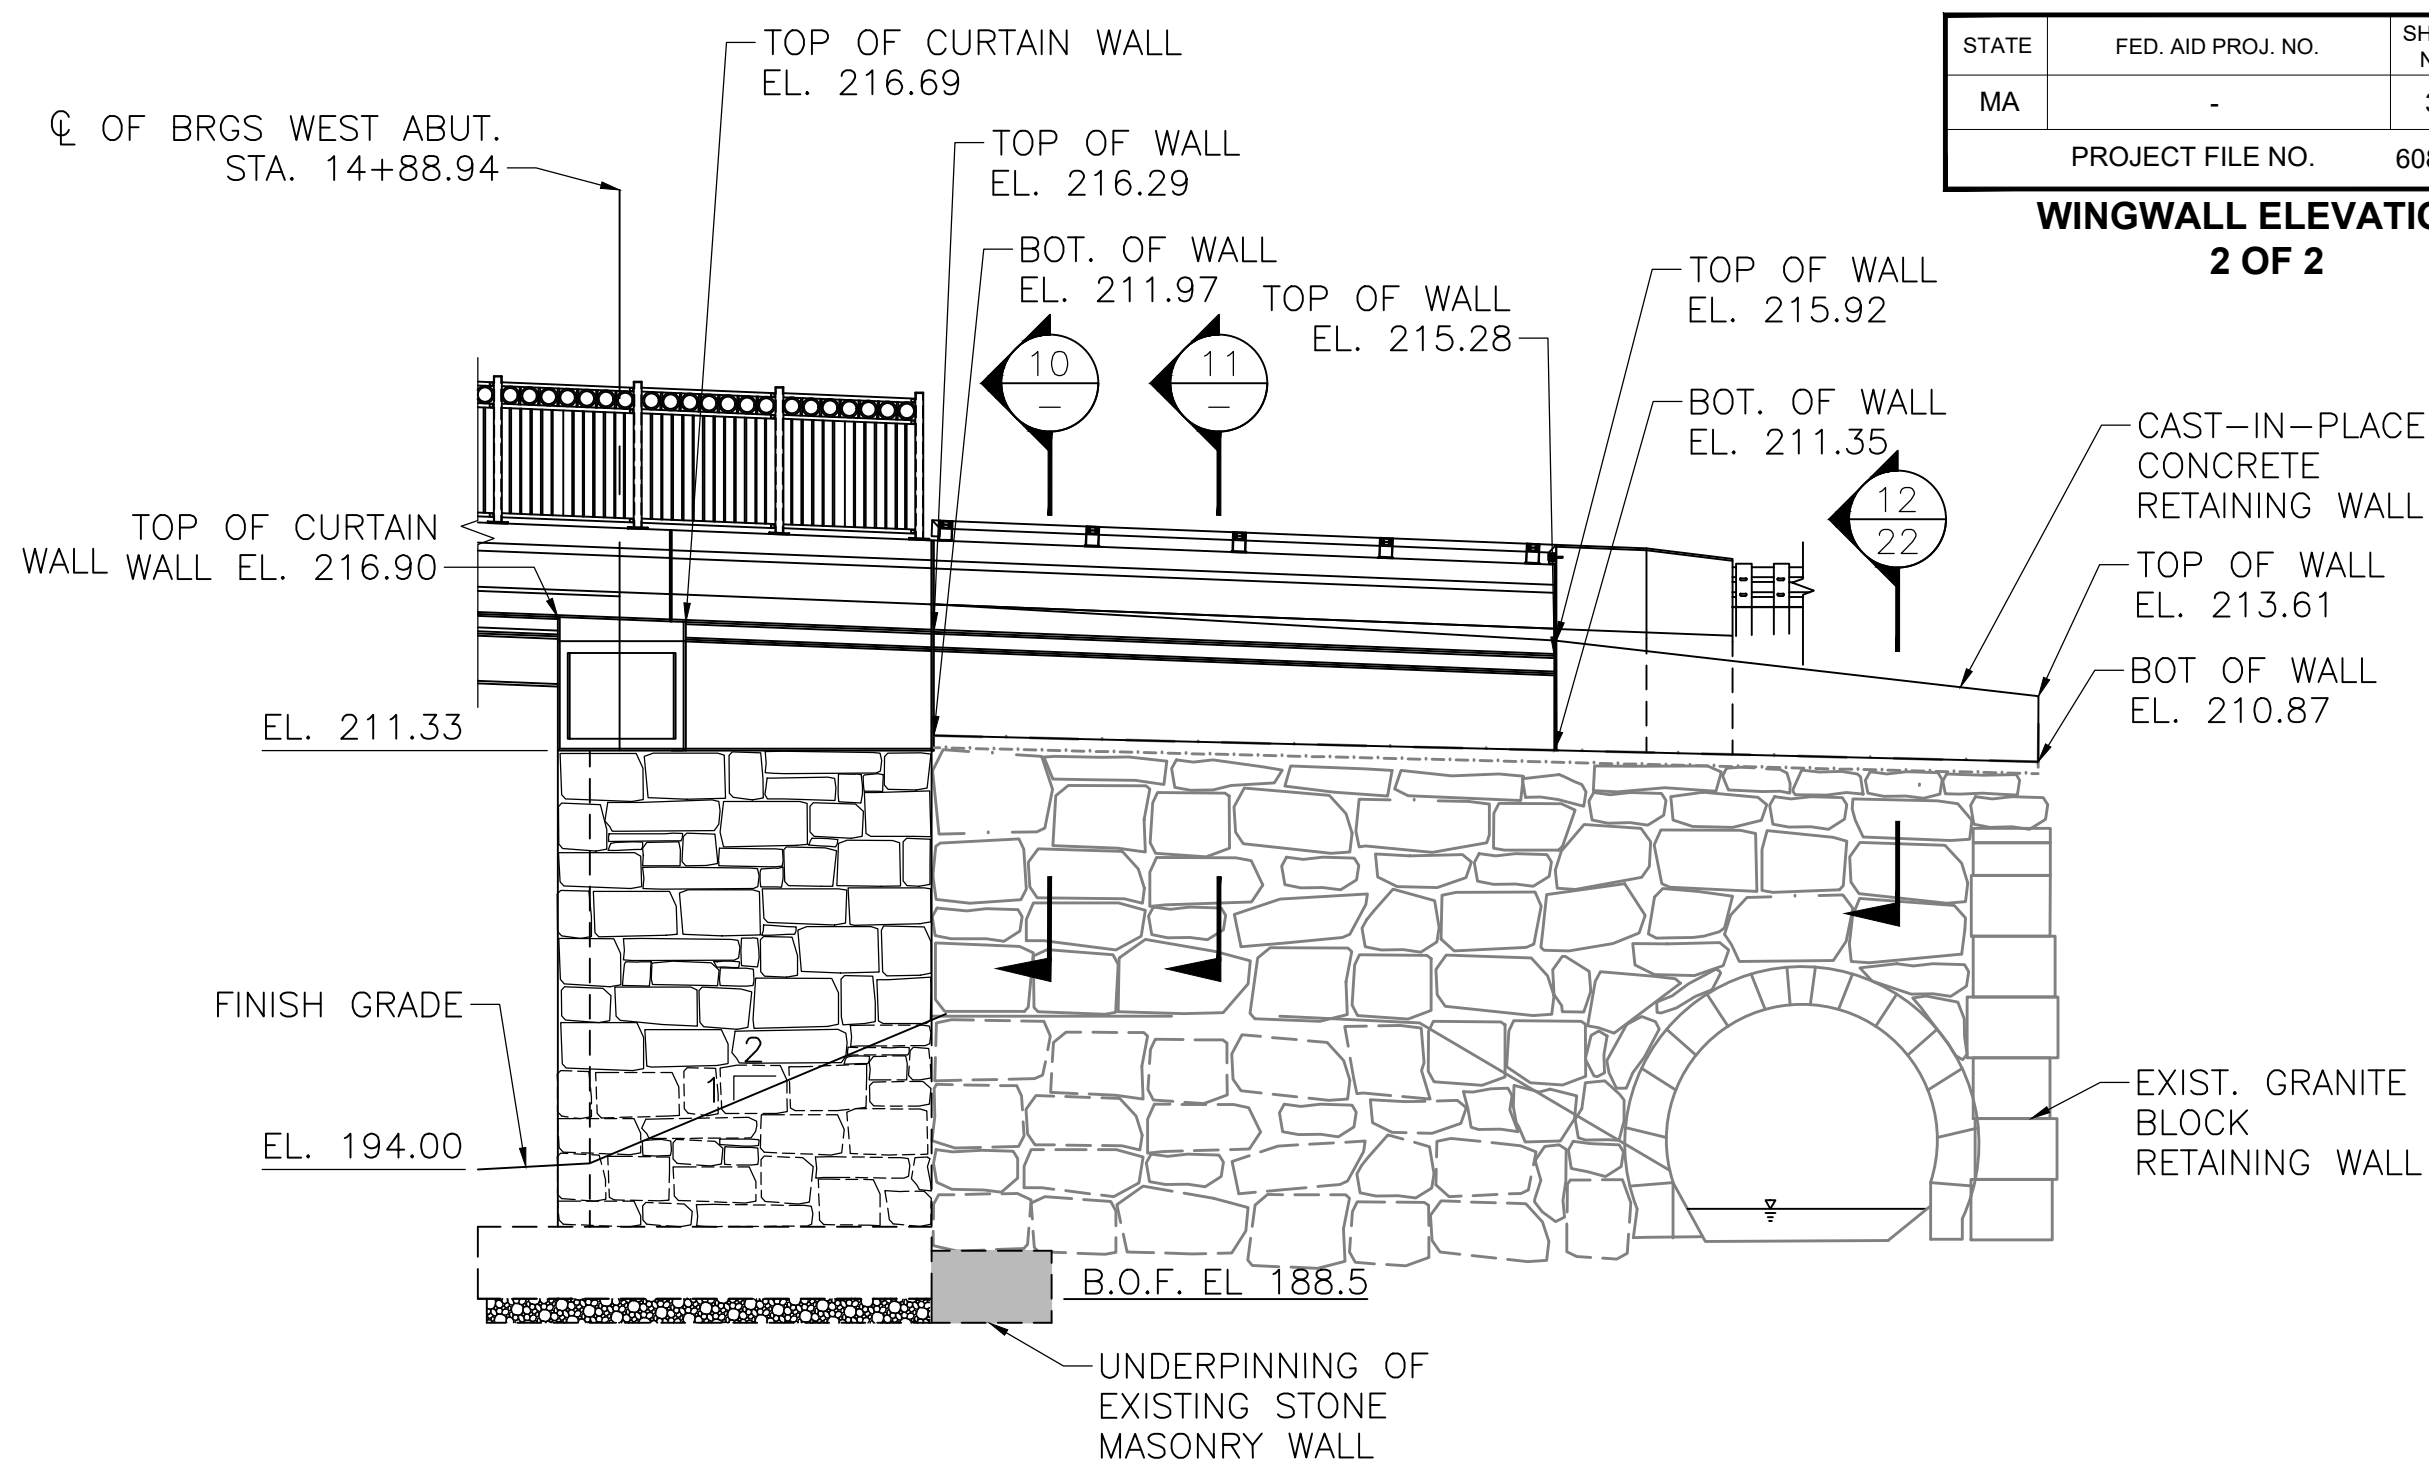 TOP OF CURTAIN WALL
EL. 216.69
℄ OF BRGS WEST ABUT.
STA. 14+88.94
TOP OF WALL
EL. 216.29
BOT. OF WALL
EL. 211.97
TOP OF WALL
EL. 215.28
TOP OF WALL
EL. 215.92
BOT. OF WALL
EL. 211.35
STATE
FED. AID PROJ. NO.
SH
N
MA
-
PROJECT FILE NO.
608
WINGWALL ELEVATIO
2 OF 2
10
–
11
–
12
22
CAST-IN-PLACE
CONCRETE
RETAINING WALL
TOP OF WALL
EL. 213.61
BOT OF WALL
EL. 210.87
TOP OF CURTAIN
WALL WALL EL. 216.90
EL. 211.33
FINISH GRADE
2
1
EL. 194.00
EXIST. GRANITE
BLOCK
RETAINING WALL
B.O.F. EL 188.5
UNDERPINNING OF
EXISTING STONE
MASONRY WALL